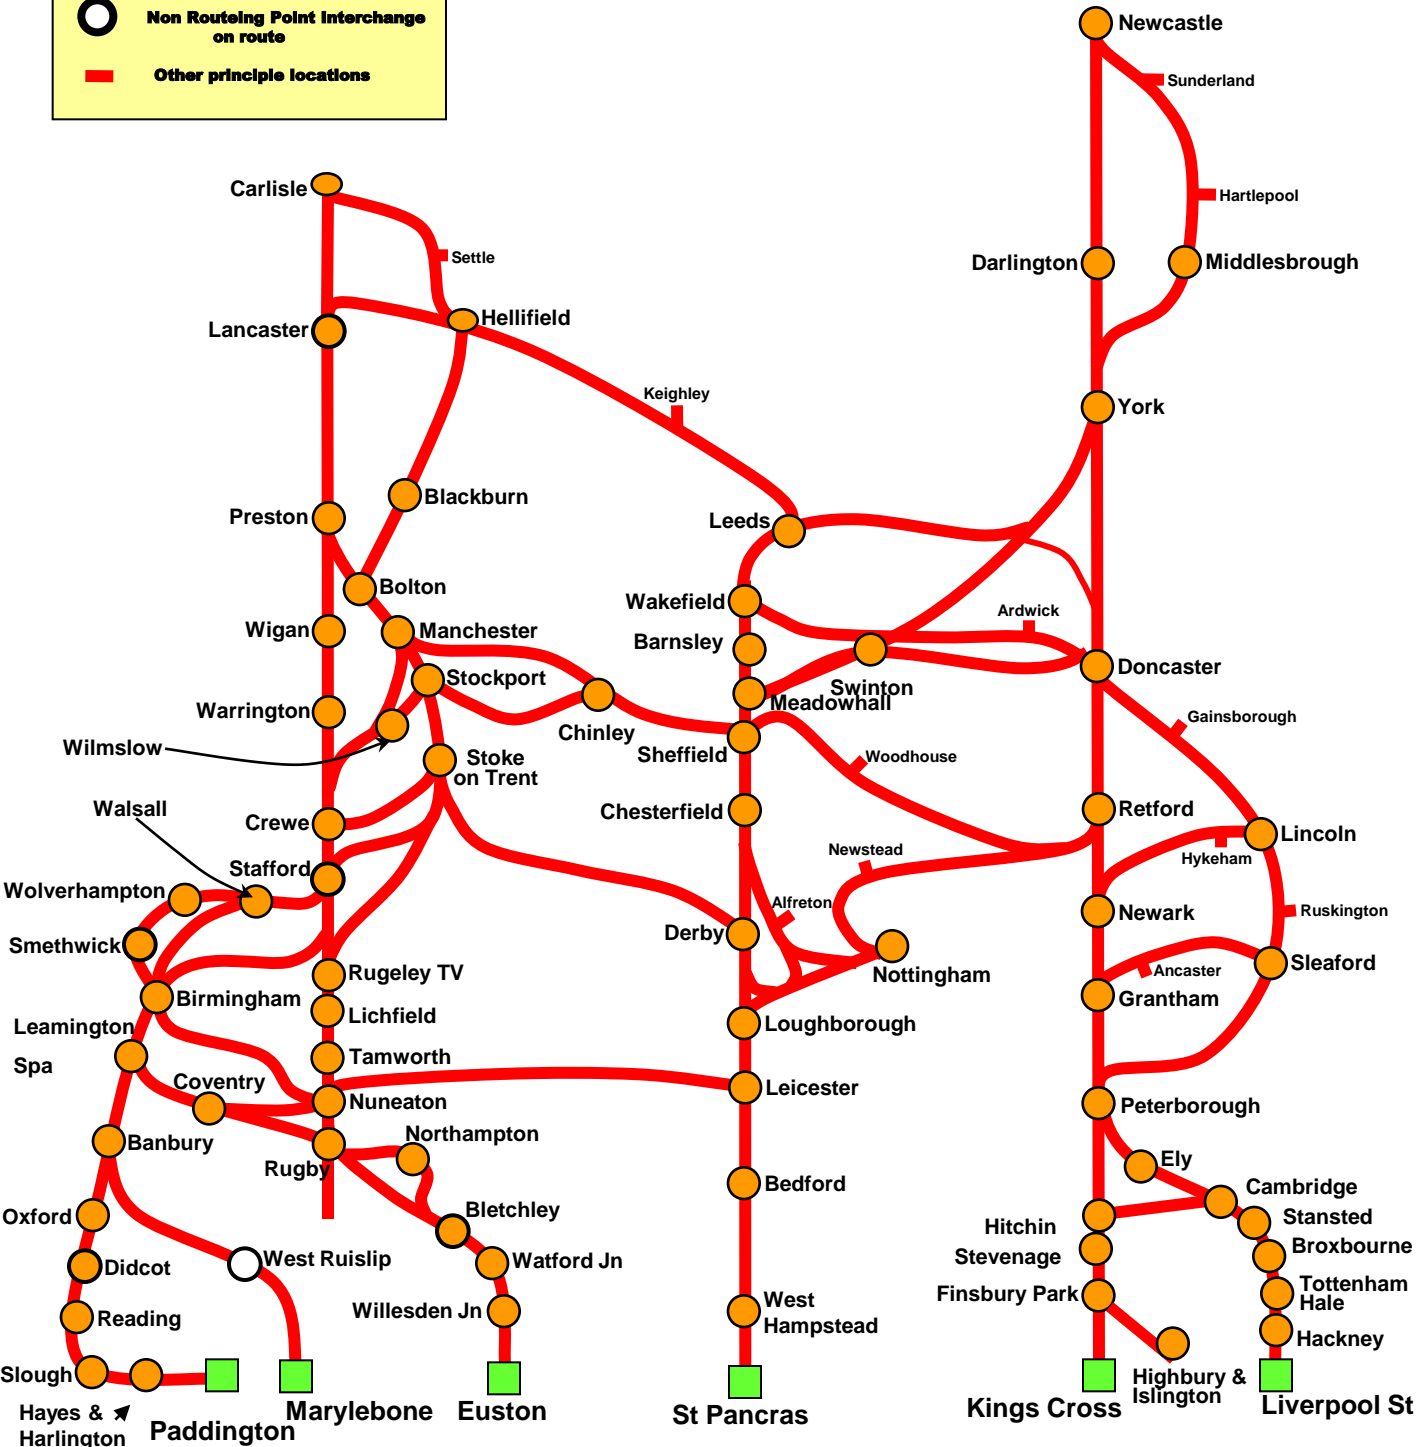 Non Routeing Point Interchange
on route
Other principle locations
Newcastle
Sunderland
Carlisle
Hartlepool
Settle
Darlington
Middlesbrough
Lancaster
Hellifield
Keighley
York
Blackburn
Preston
Leeds
Bolton
Wakefield
Ardwick
Wigan
Manchester
Barnsley
Doncaster
Stockport
Swinton
Meadowhall
Warrington
Gainsborough
Chinley
Wilmslow
Sheffield
Woodhouse
Stoke
on Trent
Walsall
Chesterfield
Retford
Crewe
Lincoln
Newstead
Hykeham
Stafford
Wolverhampton
Alfreton
Newark
Ruskington
Derby
Smethwick
Nottingham
Sleaford
Rugeley TV
Ancaster
Birmingham
Grantham
Lichfield
Loughborough
Leamington
Spa
Tamworth
Coventry
Leicester
Nuneaton
Peterborough
Northampton
Banbury
Rugby
Ely
Bedford
Cambridge
Bletchley
Oxford
Stansted
Hitchin
Broxbourne
Stevenage
West Ruislip
Watford Jn
Didcot
Tottenham
Hale
Finsbury Park
West
Hampstead
Willesden Jn
Reading
Hackney
Slough
Highbury &
Islington
Hayes &
Harlington
Paddington
Marylebone
Euston
St Pancras
Kings Cross
Liverpool St